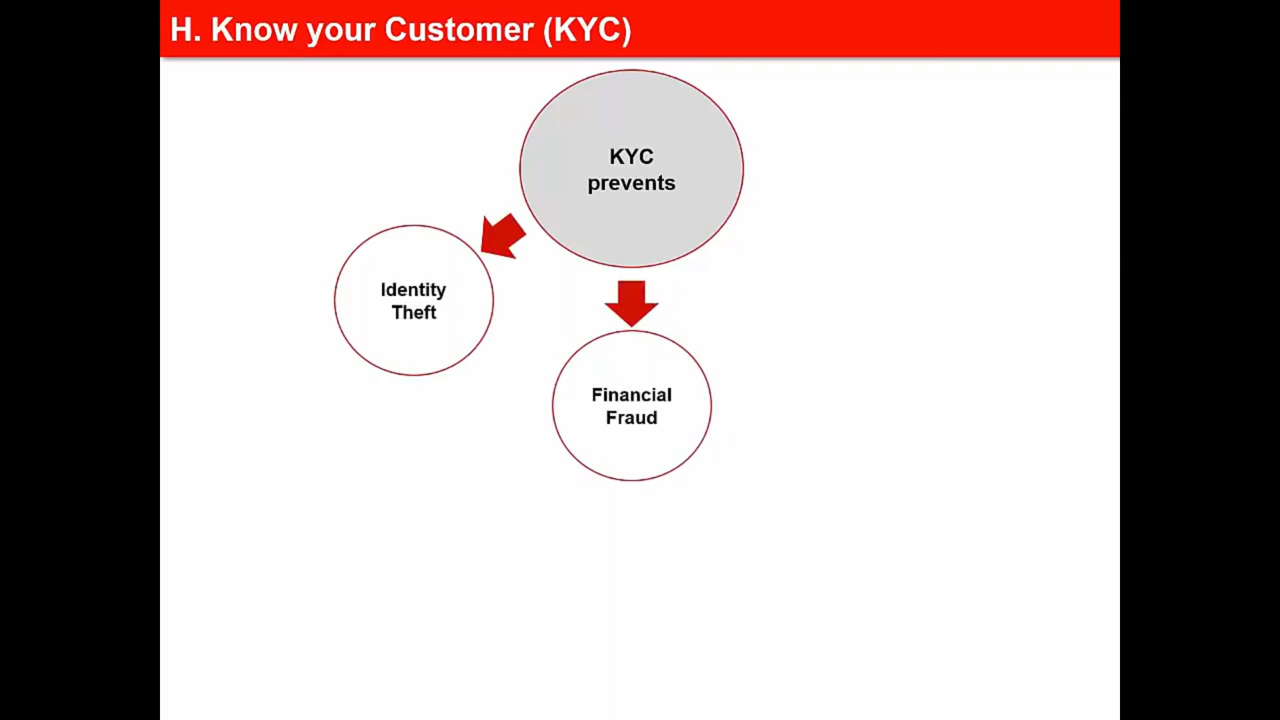 H. Know your Customer (KYC)
KYC
prevents
Identity
Theft
Financial
Fraud